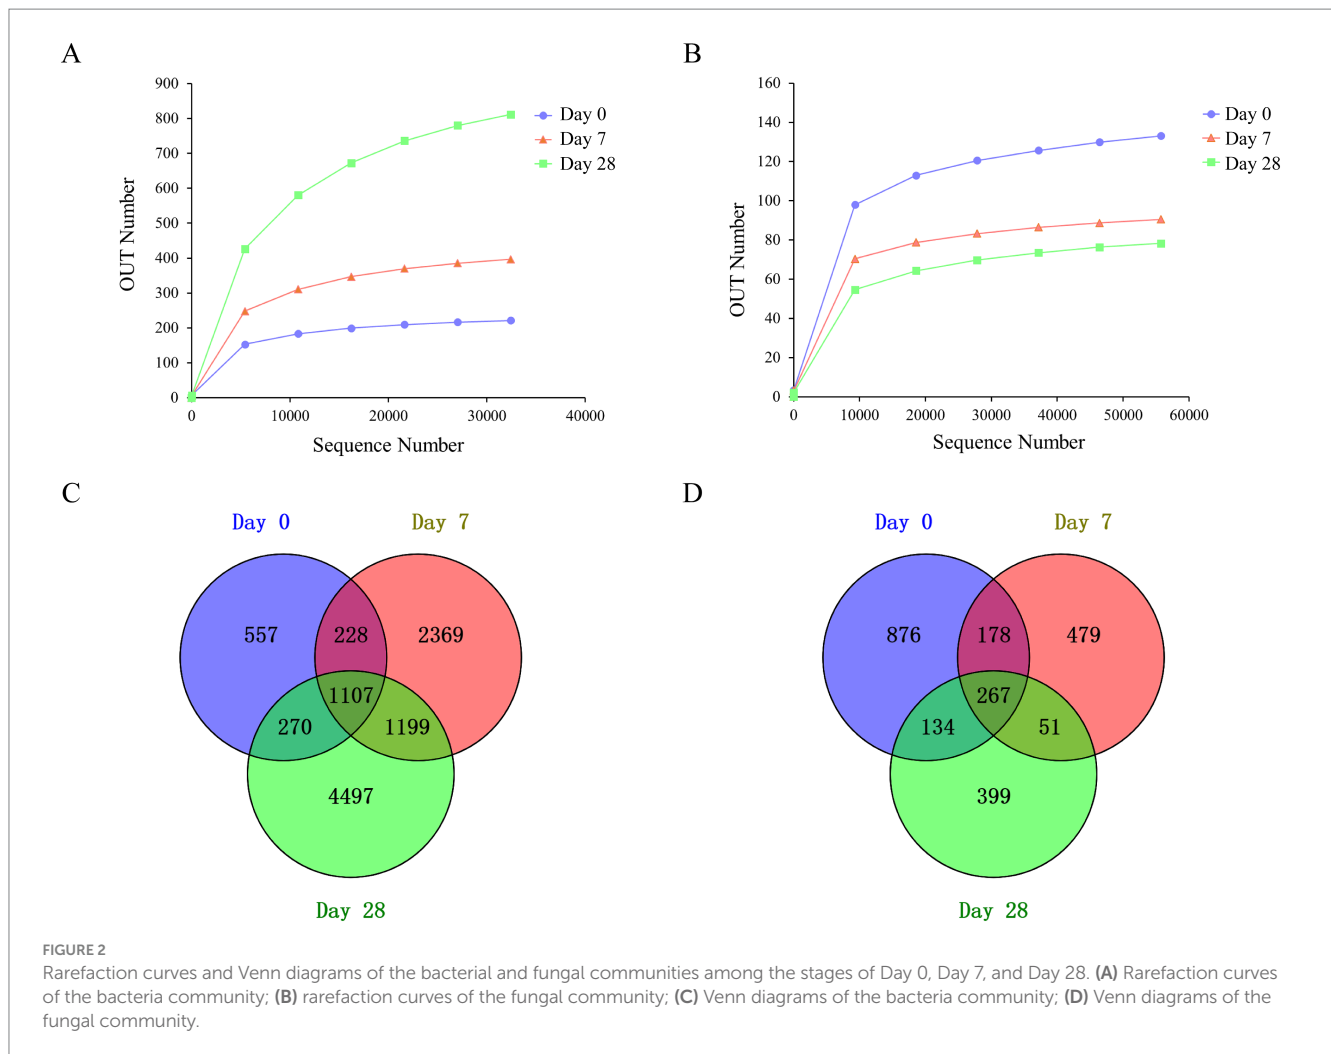 A
900
800
700
600
500
400
300
200
100
0
OUT Number
0
10000
20000
30000
40000
Sequence Number
Day 0
Day 7
Day 28
B
160
140
120
100
80
60
40
20
0
OUT Number
0
10000
20000
30000
40000
50000
60000
Sequence Number
Day 0
Day 7
Day 28
C
Day 0
Day 7
557
228
2369
1107
270
1199
4497
Day 28
D
Day 0
Day 7
876
178
479
267
134
51
399
Day 28
FIGURE 2
Rarefaction curves and Venn diagrams of the bacterial and fungal communities among the stages of Day 0, Day 7, and Day 28. (A) Rarefaction curves
of the bacteria community; (B) rarefaction curves of the fungal community; (C) Venn diagrams of the bacteria community; (D) Venn diagrams of the
fungal community.